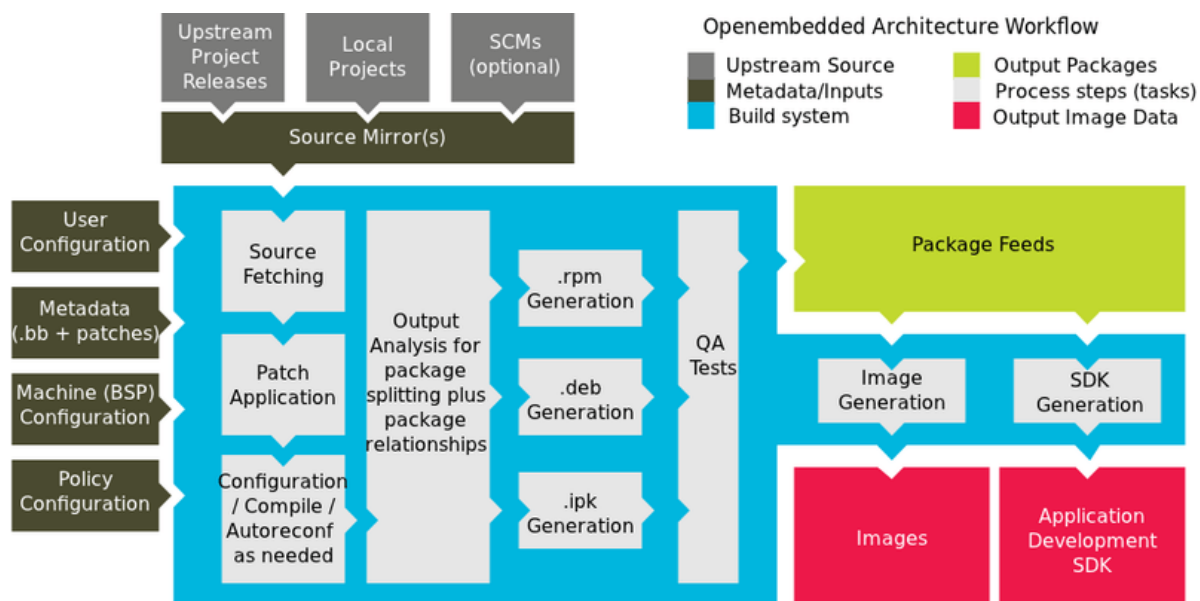 Upstream
Project
Releases
Local
Projects
SCMs
(optional)
Openembedded Architecture Workflow
Upstream Source
Metadata/Inputs
Build system
Output Packages
Process steps (tasks)
Output Image Data
Source Mirror(s)
User
Configuration
Metadata
(.bb + patches)
Machine (BSP)
Configuration
Policy
Configuration
Source
Fetching
Patch
Application
Configuration
/ Compile /
Autoreconf
as needed
Output
Analysis for
package
splitting plus
package
relationships
.rpm
Generation
.deb
Generation
.ipk
Generation
QA
Tests
Package Feeds
Image
Generation
SDK
Generation
Images
Application
Development
SDK